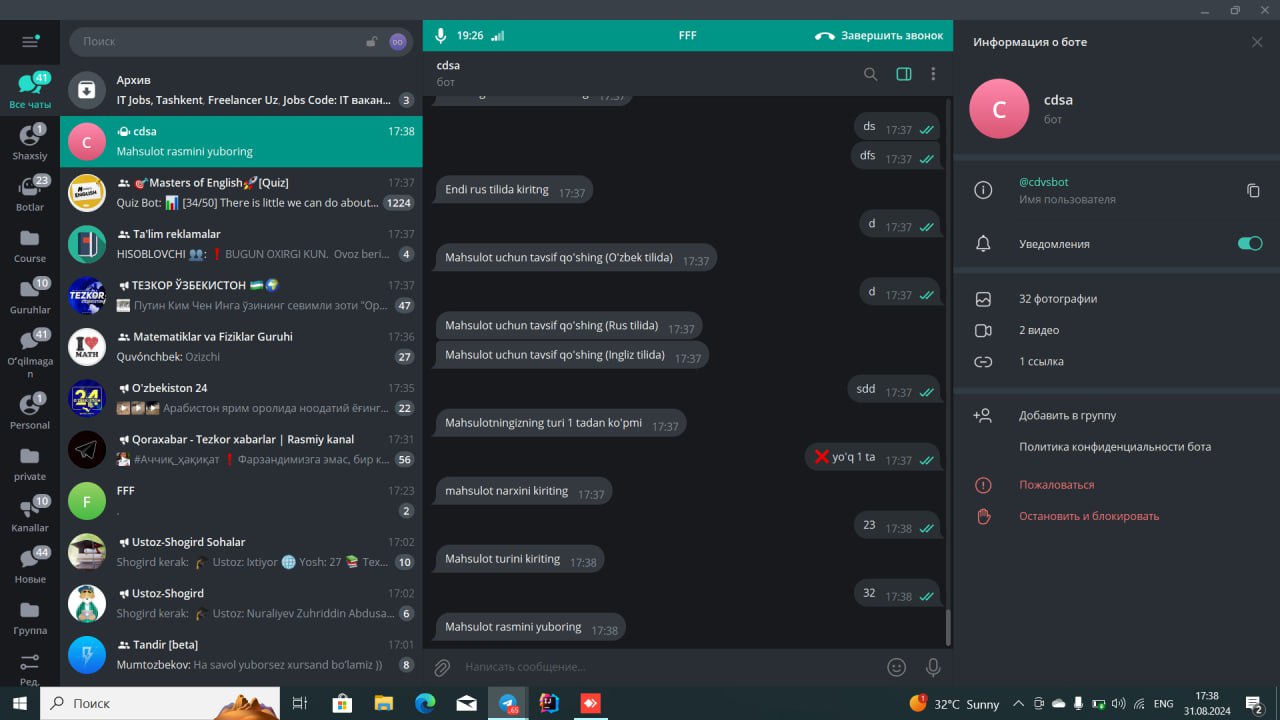 Поиск
DO
41
Все чаты
1
Shaxsiy
23
Botlar
Course
10
Guruhlar
41
Oʻqilmaga
n
1
Personal
private
10
Kanallar
44
Новые
Группа
Ред.
Архив
IT Jobs, Tashkent, Freelancer Uz, Jobs Code: IT вакан...
3
C
cdsa
17:38
Mahsulot rasmini yuboring
Masters of English [Quiz]
17:37
Quiz Bot: [34/50] There is little we can do about...
1224
Ta'lim reklamalar
17:37
HISOBLOVCHI : BUGUN OXIRGI KUN. Ovoz beri...
4
ТЕЗКОР ЎЗБЕКИСТОН
17:37
Путин Ким Чен Инга ўзининг севимли зоти "Ор...
47
I
MATH
Matematiklar va Fiziklar Guruhi
17:36
Quvónchbek: Ozizchi
27
24
O'zbekiston 24
17:35
Арабистон ярим оролида ноодатий ёғинг...
22
Qoraxabar - Tezkor xabarlar | Rasmiy kanal
17:31
#Аччиқ_ҳақиқат Фарзандимизга эмас, бир к...
56
F
FFF
17:23
.
2
Ustoz-Shogird Sohalar
17:02
Shogird kerak: Ustoz: Ixtiyor Yosh: 27 Tex...
10
Ustoz-Shogird
17:02
Shogird kerak: Ustoz: Nuraliyev Zuhriddin Abdusa...
6
Tandir [beta]
17:01
Mumtozbekov: Ha savol yuborsez xursand boʻlamiz ))
8
19:26
FFF
Завершить звонок
cdsa
бот
17:37
ds 17:37
dfs 17:37
Endi rus tilida kiritng 17:37
d 17:37
Mahsulot uchun tavsif qo'shing (O'zbek tilida) 17:37
d 17:37
Mahsulot uchun tavsif qo'shing (Rus tilida) 17:37
Mahsulot uchun tavsif qo'shing (Ingliz tilida) 17:37
sdd 17:37
Mahsulotningizning turi 1 tadan ko'pmi 17:37
❌ yo'q 1 ta 17:37
mahsulot narxini kiriting 17:37
23 17:38
Mahsulot turini kiriting 17:38
32 17:38
Mahsulot rasmini yuboring 17:38
Написать сообщение...
Информация о боте
C
cdsa
бот
@cdvsbot
Имя пользователя
Уведомления
32 фотографии
2 видео
1 ссылка
Добавить в группу
Политика конфиденциальности бота
Пожаловаться
Остановить и блокировать
Поиск
65
1
32°C Sunny
ENG
17:38
31.08.2024
2